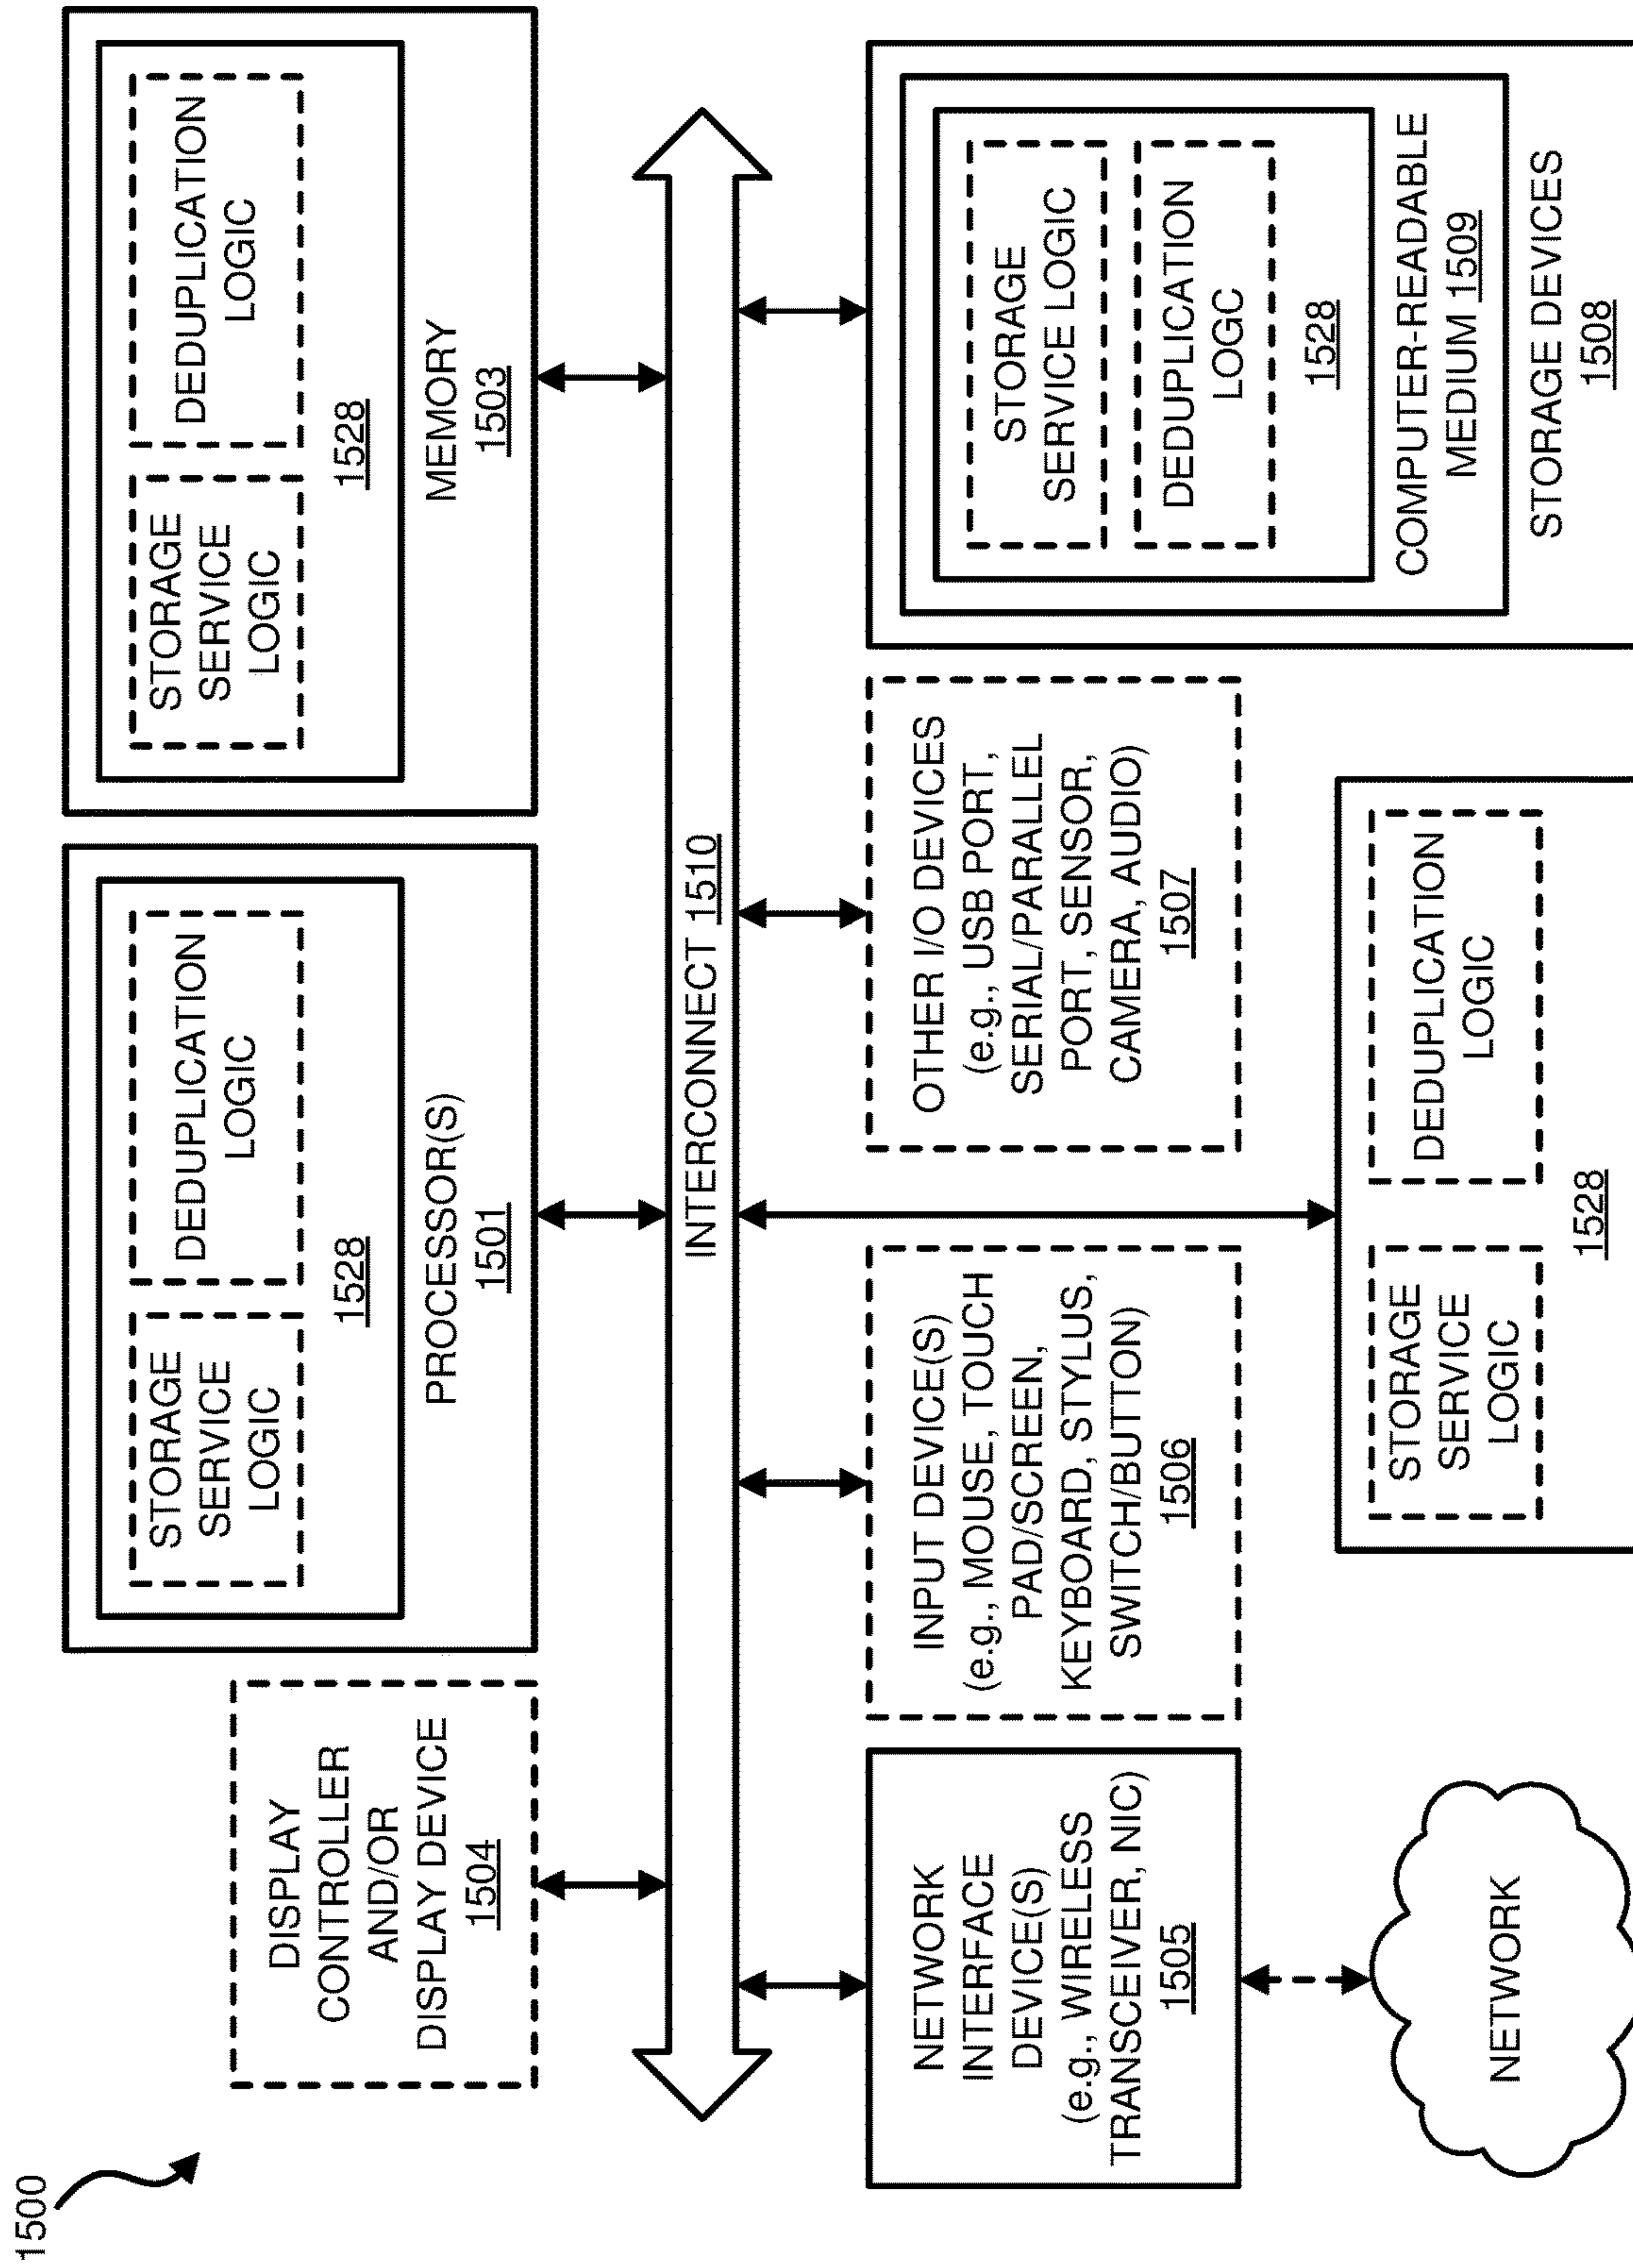 1500
DISPLAY
CONTROLLER
AND/OR
DISPLAY DEVICE
1504
STORAGE
SERVICE
LOGIC
DEDUPLICATION
LOGIC
1528
PROCESSOR(S)
1501
STORAGE
SERVICE
LOGIC
DEDUPLICATION
LOGIC
1528
MEMORY
1503
INTERCONNECT 1510
NETWORK
INTERFACE
DEVICE(S)
(e.g., WIRELESS
TRANSCEIVER, NIC)
1505
INPUT DEVICE(S)
(e.g., MOUSE, TOUCH
PAD/SCREEN,
KEYBOARD, STYLUS,
SWITCH/BUTTON)
1506
OTHER I/O DEVICES
(e.g., USB PORT,
SERIAL/PARALLEL
PORT, SENSOR,
CAMERA, AUDIO)
1507
STORAGE
SERVICE LOGIC
DEDUPLICATION
LOGC
1528
COMPUTER-READABLE
MEDIUM 1509
STORAGE DEVICES
1508
NETWORK
STORAGE
SERVICE
LOGIC
DEDUPLICATION
LOGIC
1528